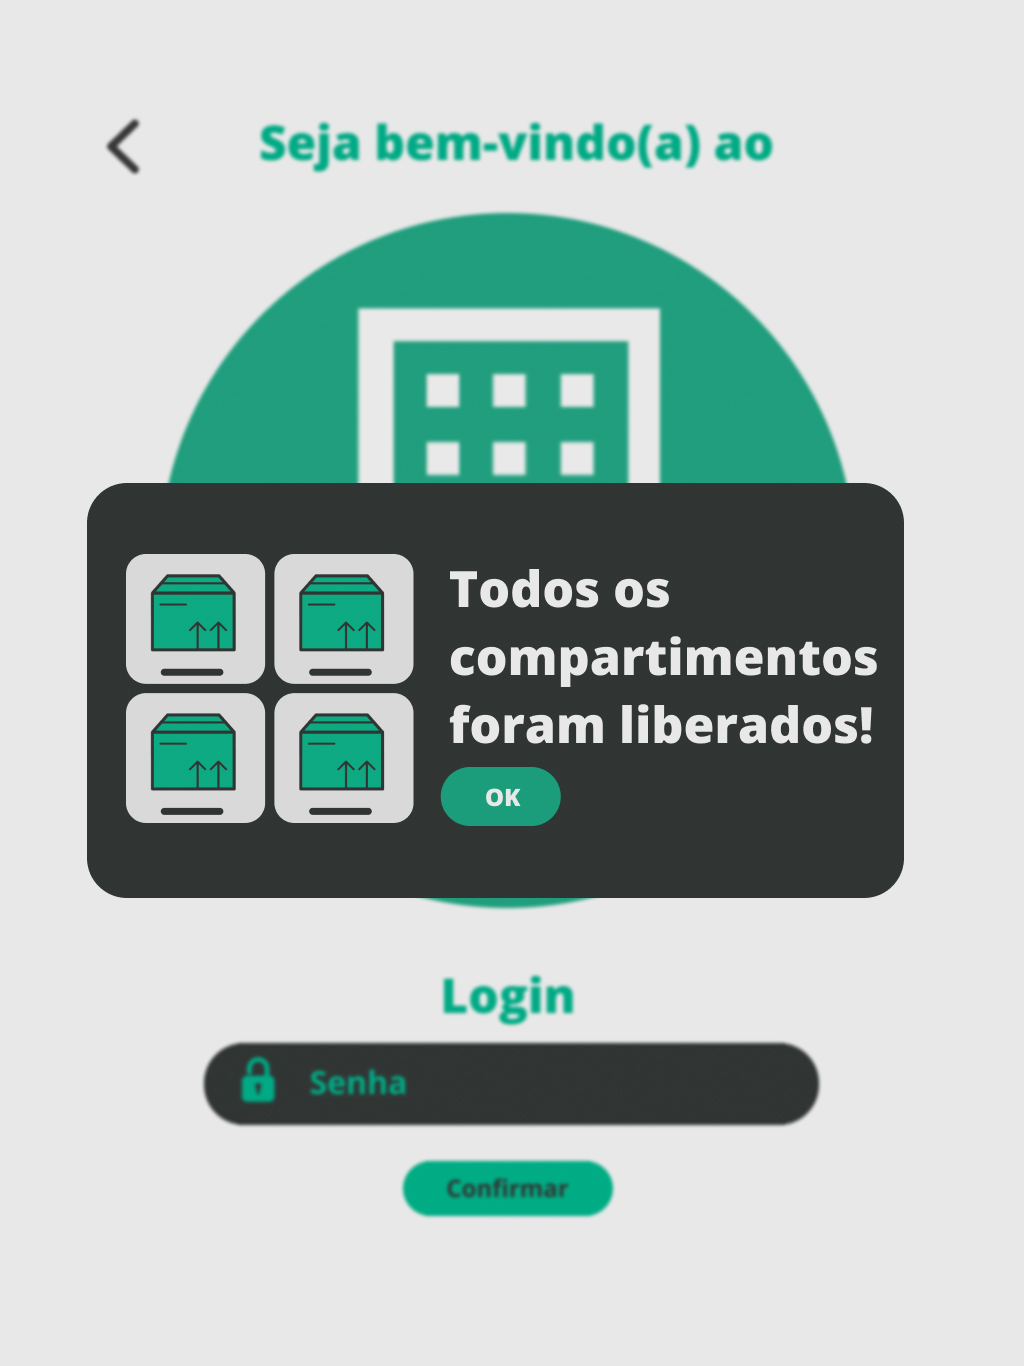 Seja bem-vindo(a) ao
Todos os
compartimentos
foram liberados!
OK
Login
Senha
Confirmar